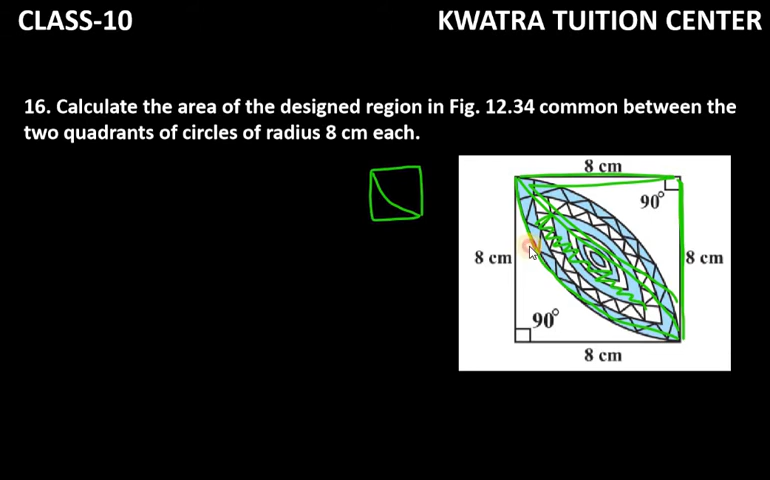 CLASS-10
KWATRA TUITION CENTER
16. Calculate the area of the designed region in Fig. 12.34 common between the
two quadrants of circles of radius 8 cm each.
8 cm
90°
8 cm
8 cm
90°
8 cm